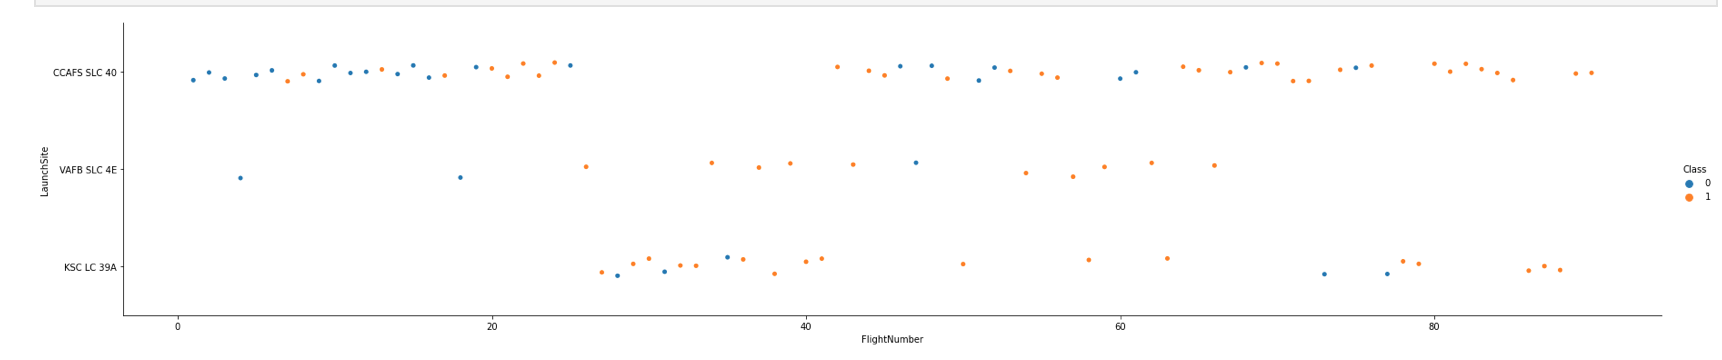 CCAFS SLC 40
VAFB SLC 4E
KSC LC 39A
LaunchSite
0 20 40 60 80
FlightNumber
Class
0
1